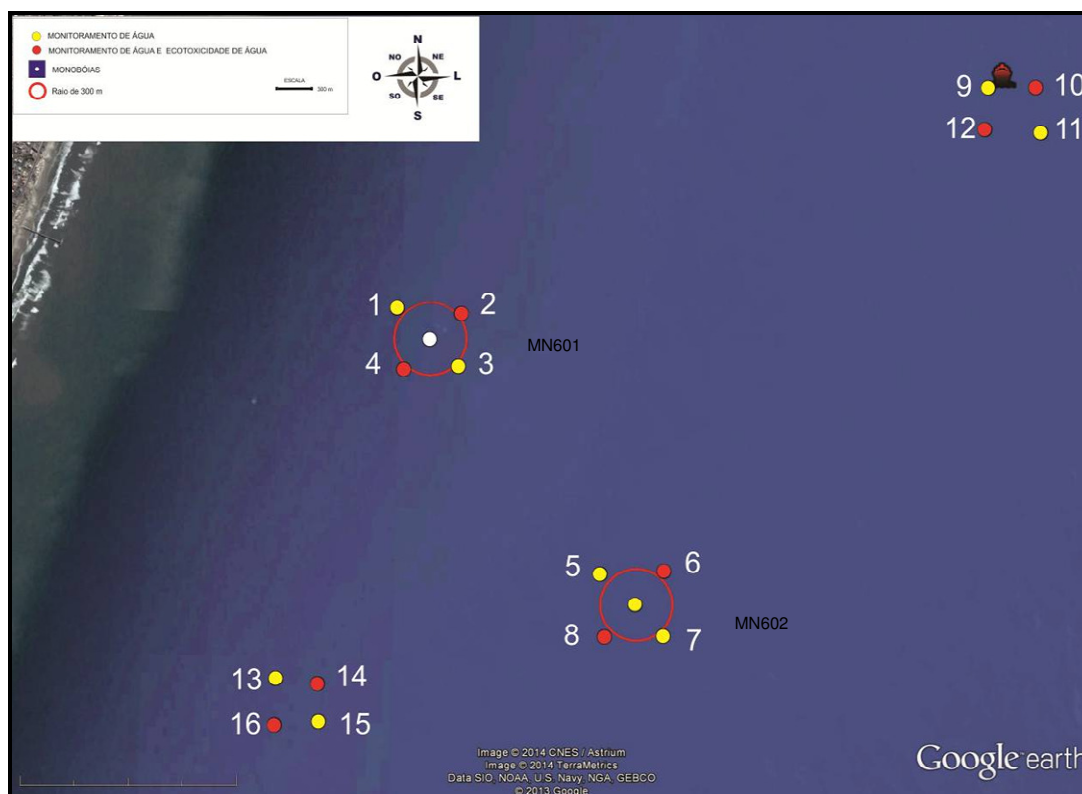 MONITORAMENTO DE ÁGUA
MONITORAMENTO DE ÁGUA E ECOTOXICIDADE DE ÁGUA
MONOBÓIAS
Raio de 300 m
ESCALA
300 m
N
NO NE
O L
SO SE
S
9 10
12 11
1 2
MN601
4 3
5 6
MN602
8 7
13 14
16 15
Image © 2014 CNES / Astrium
Image © 2014 TerraMetrics
Data SIO, NOAA, U.S. Navy, NGA, GEBCO
© 2013 Google
Google earth